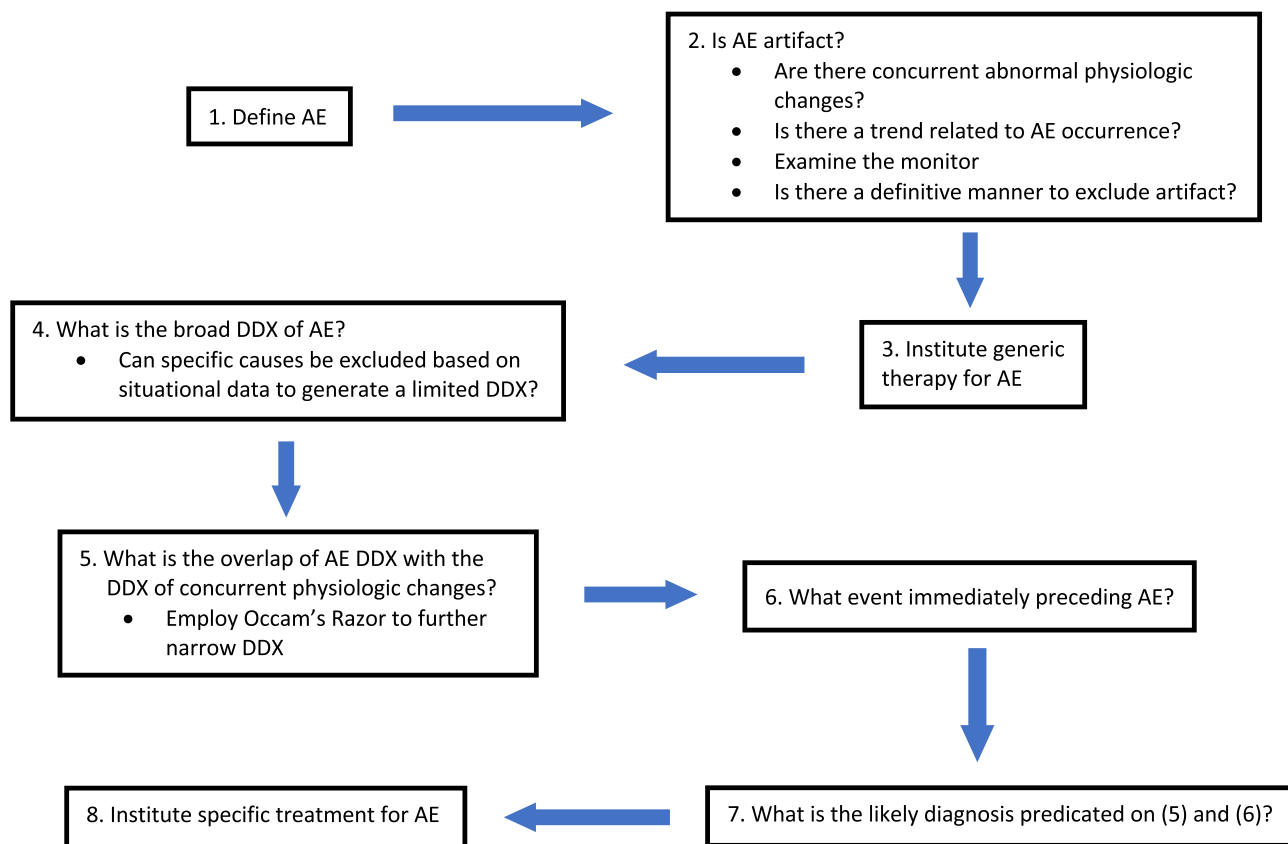 1. Define AE
2. Is AE artifact?
• Are there concurrent abnormal physiologic
changes?
• Is there a trend related to AE occurrence?
• Examine the monitor
• Is there a definitive manner to exclude artifact?
3. Institute generic
therapy for AE
4. What is the broad DDX of AE?
• Can specific causes be excluded based on
situational data to generate a limited DDX?
5. What is the overlap of AE DDX with the
DDX of concurrent physiologic changes?
• Employ Occam’s Razor to further
narrow DDX
6. What event immediately preceding AE?
7. What is the likely diagnosis predicated on (5) and (6)?
8. Institute specific treatment for AE